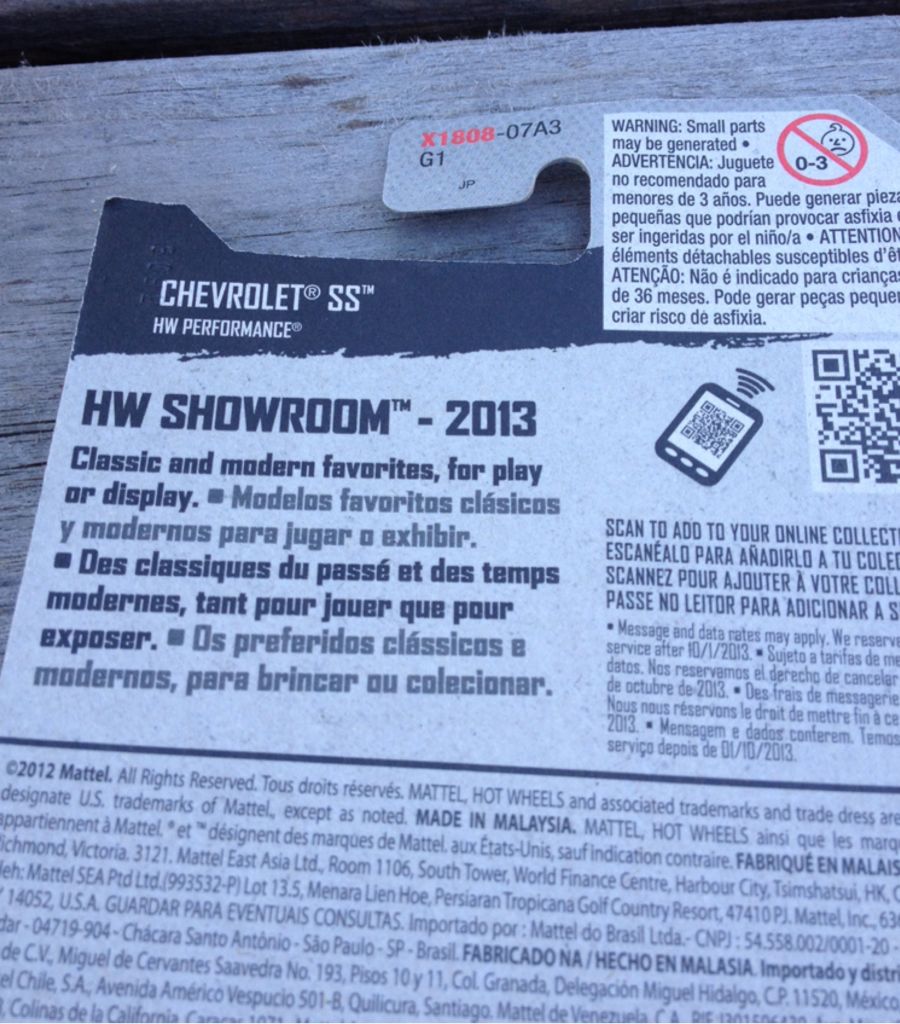 X1808-07A3
G1
JP
WARNING: Small parts
may be generated •
ADVERTENCIA: Juguete
no recomendado para
menores de 3 años. Puede generar
pequeñas que podrían provocar asfixia
ser ingeridas por el niño/a • ATTENTION
éléments détachables susceptibles
ATENÇÃO: Não é indicado para
de 36 meses. Pode gerar peças
criar risco de asfixia.
0-3
CHEVROLET® SS™
HW PERFORMANCE®
HW SHOWROOM™ - 2013
Classic and modern favorites, for play
or display. ■ Modelos favoritos clásicos
y modernos para jugar o exhibir.
■ Des classiques du passé et des temps
modernes, tant pour jouer que pour
exposer. ■ Os preferidos clássicos e
modernos, para brincar ou colecionar.
SCAN TO ADD TO YOUR ONLINE
ESCANÉALO PARA AÑADIRLO A TU
SCANNEZ POUR AJOUTER À VOTRE
PASSE NO LEITOR PARA ADICIONAR A
• Message and data rates may apply. We
service after 10/1/2013. ▪ Sujeto a tarifas de
datos. Nos reservamos el derecho de cancelar
de octubre de 2013. ▪ Des frais de
Nous nous réservons le droit de mettre fin à ce
2013. ▪ Mensagem e dados conferem.
serviço depois de 01/10/2013.
©2012 Mattel. All Rights Reserved. Tous droits réservés. MATTEL, HOT WHEELS and associated trademarks and trade dress are
designate U.S. trademarks of Mattel, except as noted. MADE IN MALAYSIA. MATTEL, HOT WHEELS ainsi que les
appartiennent à Mattel. ® et ™ désignent des marques de Mattel. aux États-Unis, sauf indication contraire. FABRIQUÉ EN
Victoria. 3121. Mattel East Asia Ltd., Room 1106, South Tower, World Finance Centre, Harbour City, Tsimshatsui, HK,
Mattel SEA Ptd Ltd.(993532-P) Lot 13.5, Menara Lien Hoe, Persiaran Tropicana Golf Country Resort, 47410 PJ. Mattel, Inc.,
14052, U.S.A. GUARDAR PARA EVENTUAIS CONSULTAS. Importado por : Mattel do Brasil Ltda.- CNPJ : 54.558.002/0001-20 -
- 04719-904 - Chácara Santo Antônio - São Paulo - SP - Brasil. FABRICADO NA / HECHO EN MALASIA. Importado y
de C.V., Miguel de Cervantes Saavedra No. 193, Pisos 10 y 11, Col. Granada, Delegación Miguel Hidalgo, C.P. 11520, México,
Chile, S.A., Avenida Américo Vespucio 501-B, Quilicura, Santiago. Mattel de Venezuela, C.A.,
Colinas de la California, Caracas